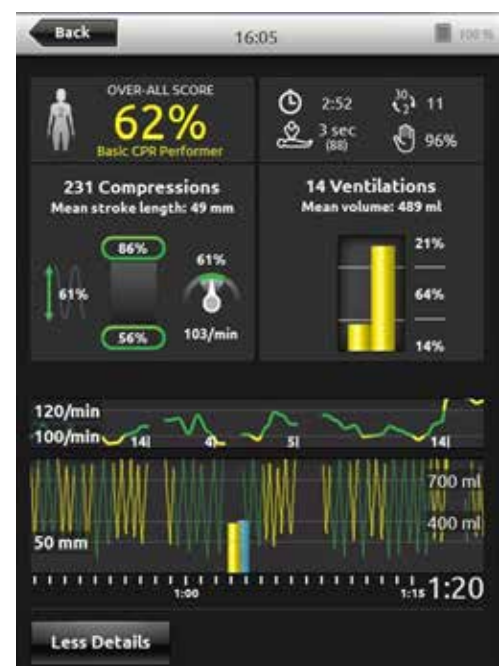 Back
16:05
100 %
OVER-ALL SCORE
62%
Basic CPR Performer
2:52
30:2
11
3 sec
(88)
96%
231 Compressions
Mean stroke length: 49 mm
86%
61%
61%
56%
103/min
14 Ventilations
Mean volume: 489 ml
21%
64%
14%
120/min
100/min
14|
4|
5|
14|
700 ml
400 ml
50 mm
1:00
1:15
1:20
Less Details